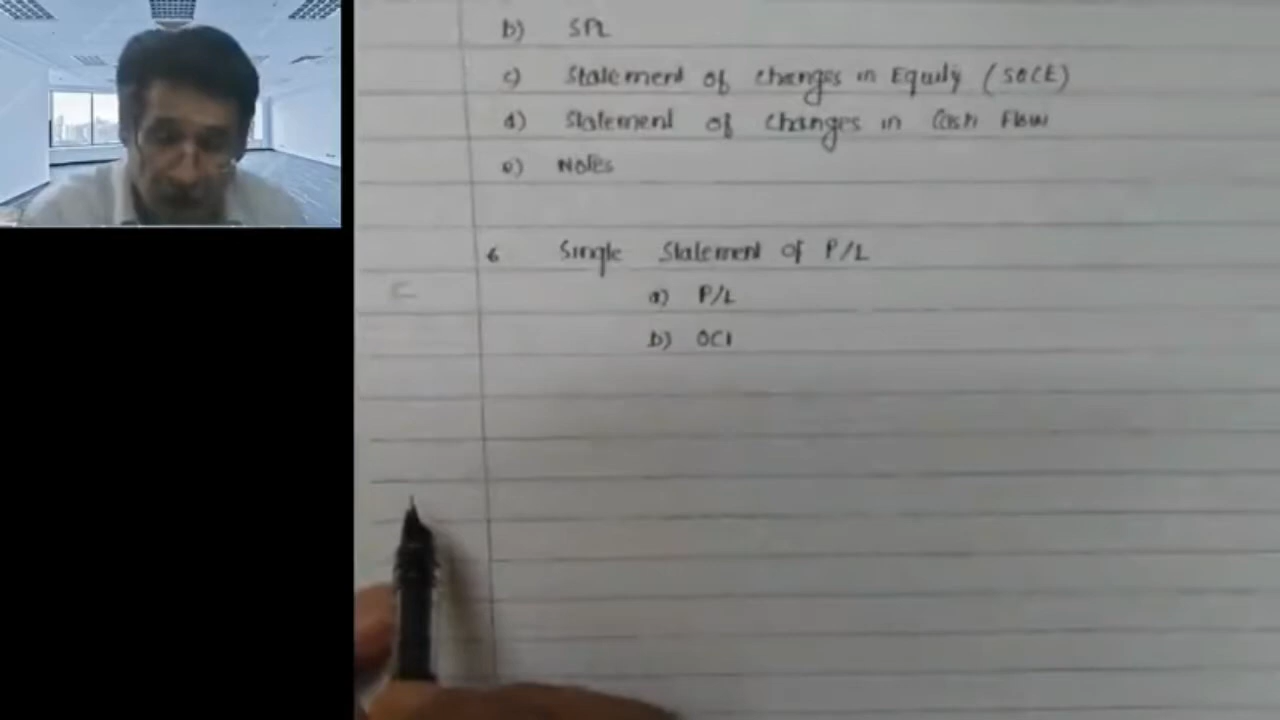 b) SPL
c) Statement of changes in Equity (SOCE)
d) Statement of changes in Cash Flow
e) Notes
6 Single Statement of P/L
a) P/L
b) OCI